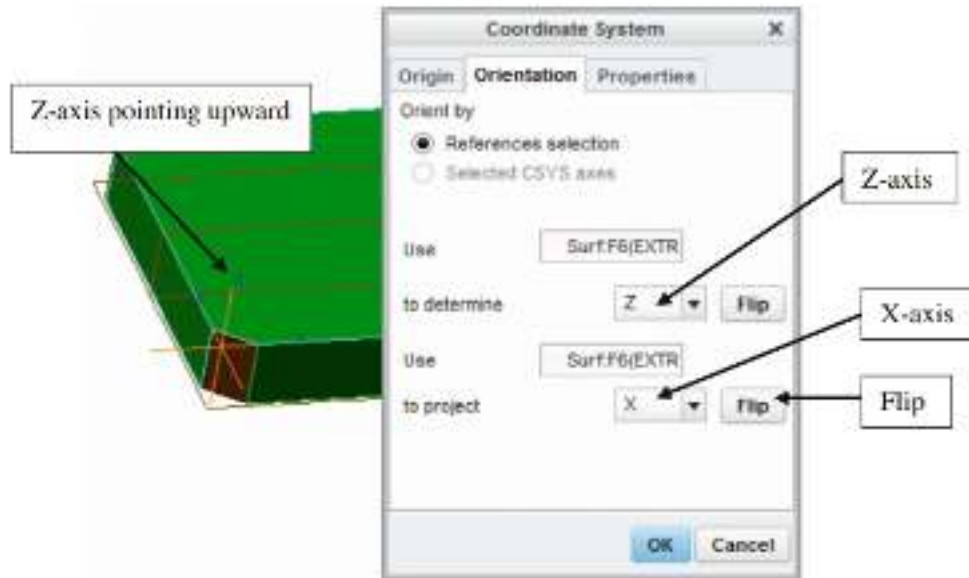 Coordinate System
Origin Orientation Properties
Z-axis pointing upward
Orient by
References selection
Selected CSYS axes
Z-axis
Use Surf:F6(EXTR
to determine Z Flip
X-axis
Use Surf:F6(EXTR
to project X Flip
Flip
OK Cancel